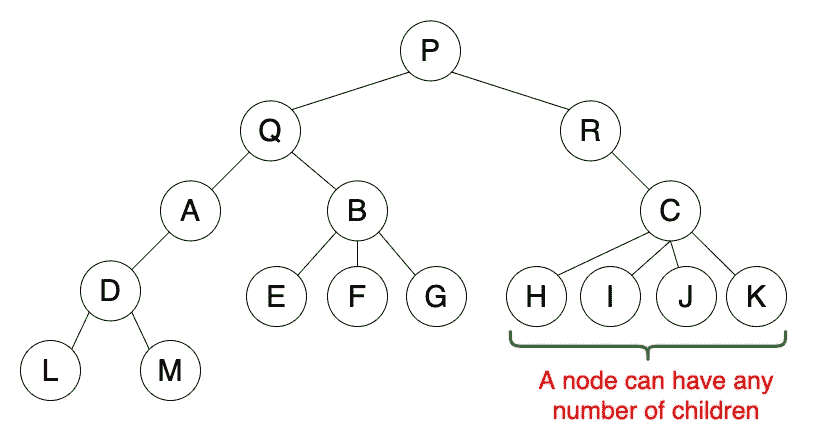 P
Q R
A B C
D E F G H I J K
L M
A node can have any
number of children